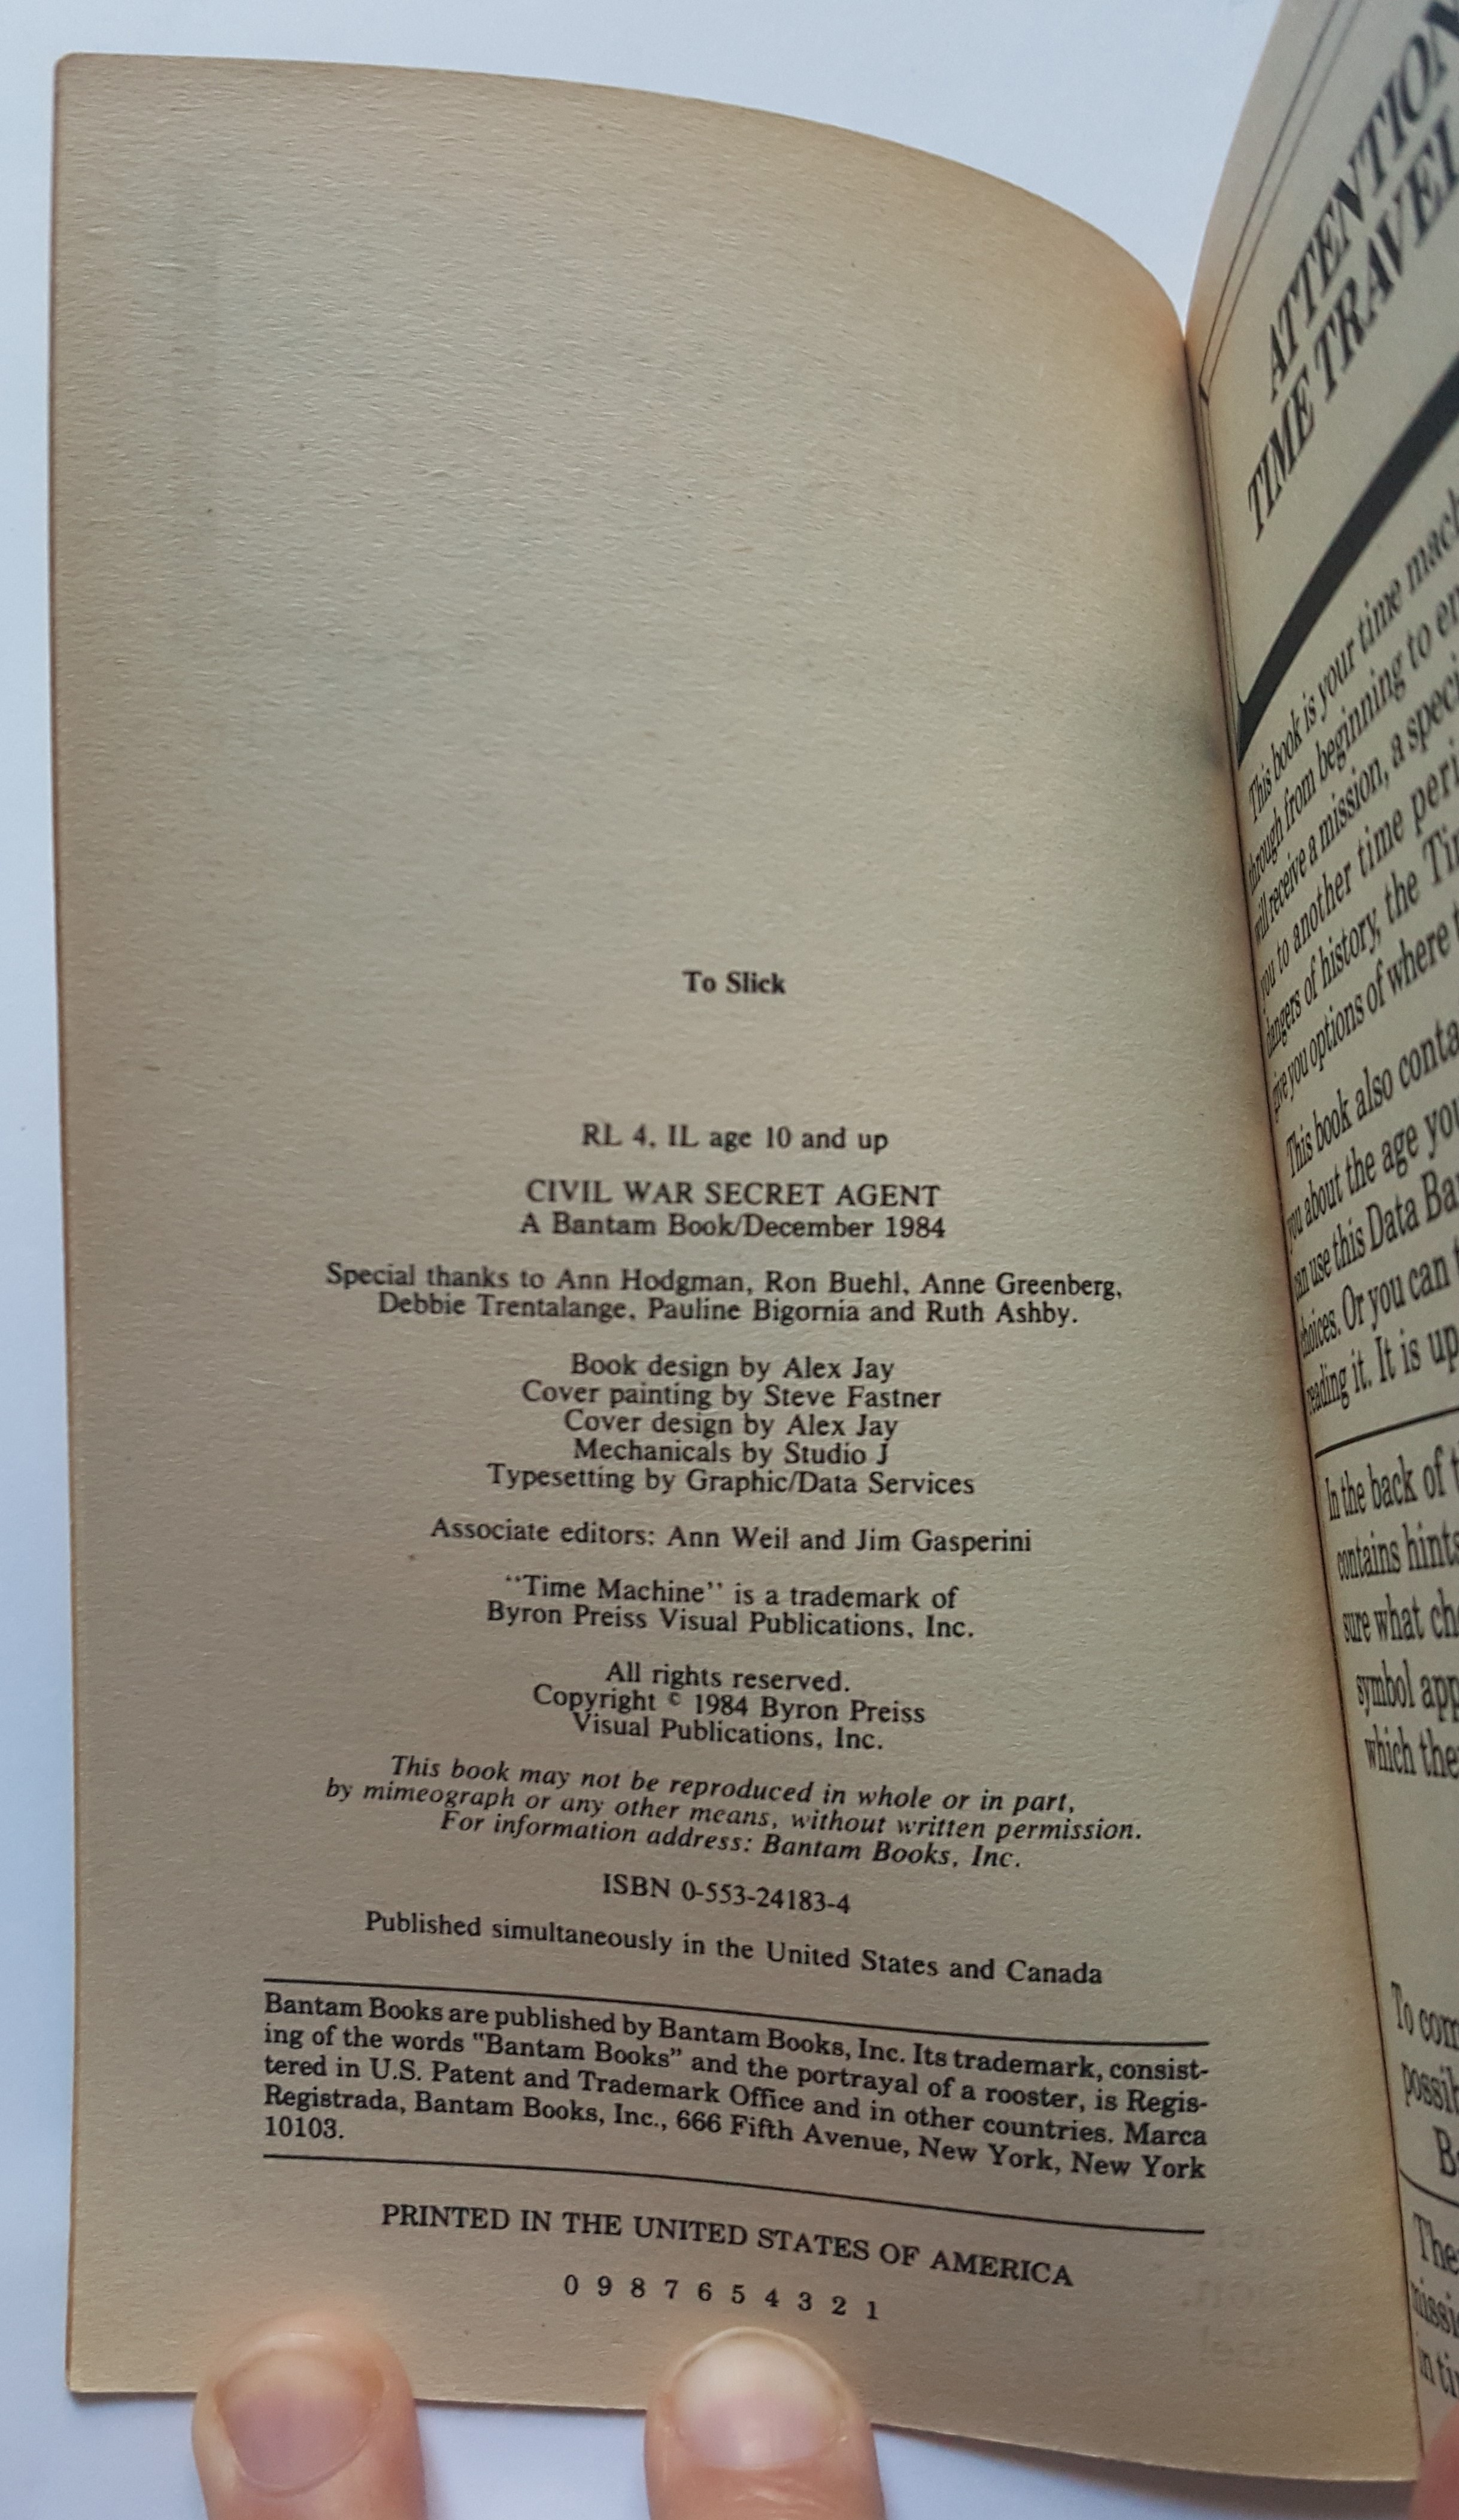 To Slick
RL 4, IL age 10 and up
CIVIL WAR SECRET AGENT
A Bantam Book/December 1984
Special thanks to Ann Hodgman, Ron Buehl, Anne Greenberg,
Debbie Trentalange, Pauline Bigornia and Ruth Ashby.
Book design by Alex Jay
Cover painting by Steve Fastner
Cover design by Alex Jay
Mechanicals by Studio J
Typesetting by Graphic/Data Services
Associate editors: Ann Weil and Jim Gasperini
"Time Machine" is a trademark of
Byron Preiss Visual Publications, Inc.
All rights reserved.
Copyright © 1984 Byron Preiss
Visual Publications, Inc.
This book may not be reproduced in whole or in part,
by mimeograph or any other means, without written permission.
For information address: Bantam Books, Inc.
ISBN 0-553-24183-4
Published simultaneously in the United States and Canada
Bantam Books are published by Bantam Books, Inc. Its trademark, consist-
ing of the words "Bantam Books" and the portrayal of a rooster, is Regis-
tered in U.S. Patent and Trademark Office and in other countries. Marca
Registrada, Bantam Books, Inc., 666 Fifth Avenue, New York, New York
10103.
PRINTED IN THE UNITED STATES OF AMERICA
0 9 8 7 6 5 4 3 2 1
ATTENTION
TIME TRAVEL
This book is your time mach
through from beginning to en
will receive a mission, a speci
you to another time peri
dangers of history, the Ti
give you options of where t
This book also conta
you about the age you
can use this Data Ba
choices. Or you can t
reading it. It is up
In the back of t
contains hints
sure what ch
symbol app
which the
To com
possib
B
The
missi
in ti